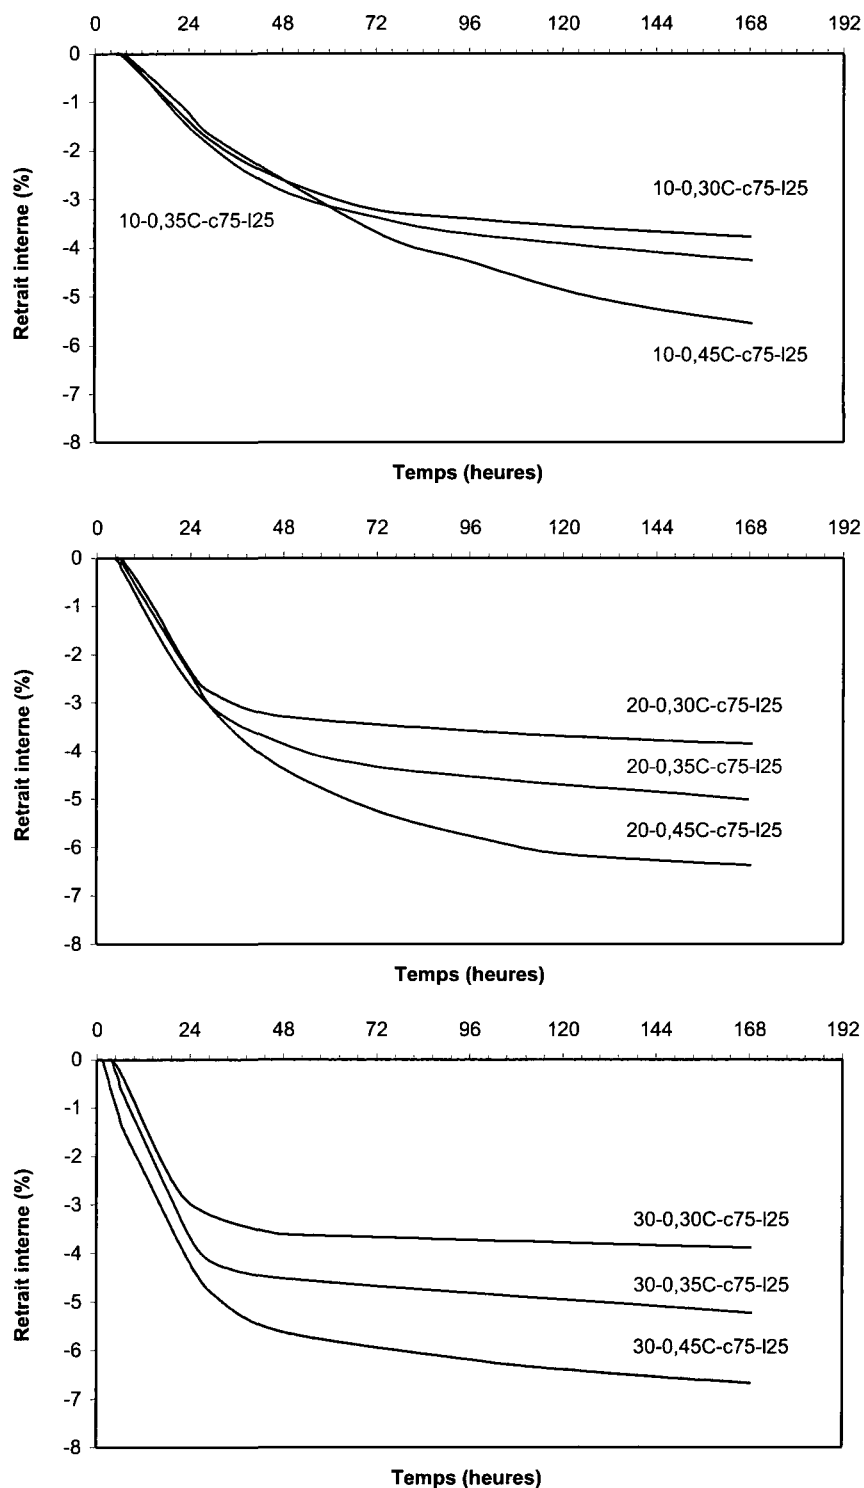 0 24 48 72 96 120 144 168 192
0
-1
-2
-3
-4
-5
-6
-7
-8
Retrait interne (%)
10-0,30C-c75-I25
10-0,35C-c75-I25
10-0,45C-c75-I25
Temps (heures)
0 24 48 72 96 120 144 168 192
0
-1
-2
-3
-4
-5
-6
-7
-8
Retrait interne (%)
20-0,30C-c75-I25
20-0,35C-c75-I25
20-0,45C-c75-I25
Temps (heures)
0 24 48 72 96 120 144 168 192
0
-1
-2
-3
-4
-5
-6
-7
-8
Retrait interne (%)
30-0,30C-c75-I25
30-0,35C-c75-I25
30-0,45C-c75-I25
Temps (heures)